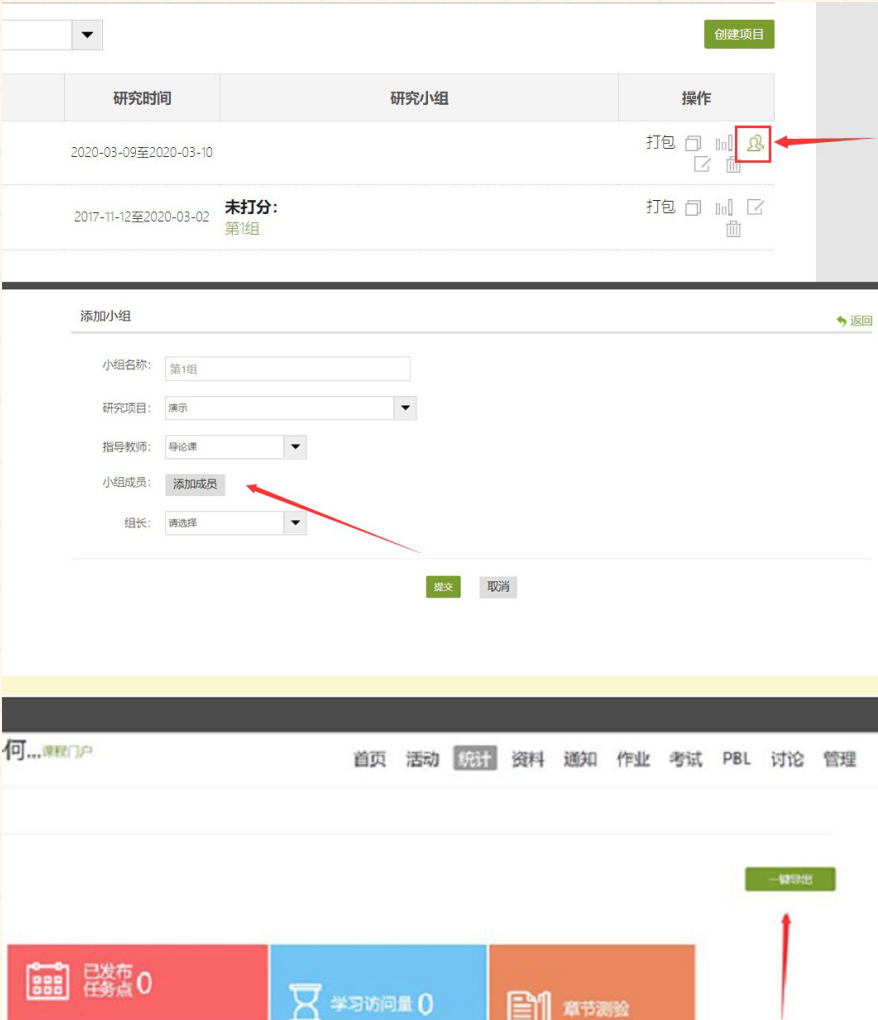 创建项目
研究时间 研究小组 操作
2020-03-09至2020-03-10 打包
2017-11-12至2020-03-02 未打分: 打包
第1组
添加小组 返回
小组名称: 第1组
研究项目: 演示
指导教师: 导论课
小组成员: 添加成员
组长: 请选择
提交 取消
何...课程门户 首页 活动 统计 资料 通知 作业 考试 PBL 讨论 管理
一键导出
已发布
任务点 0
学习访问量 0 章节测验